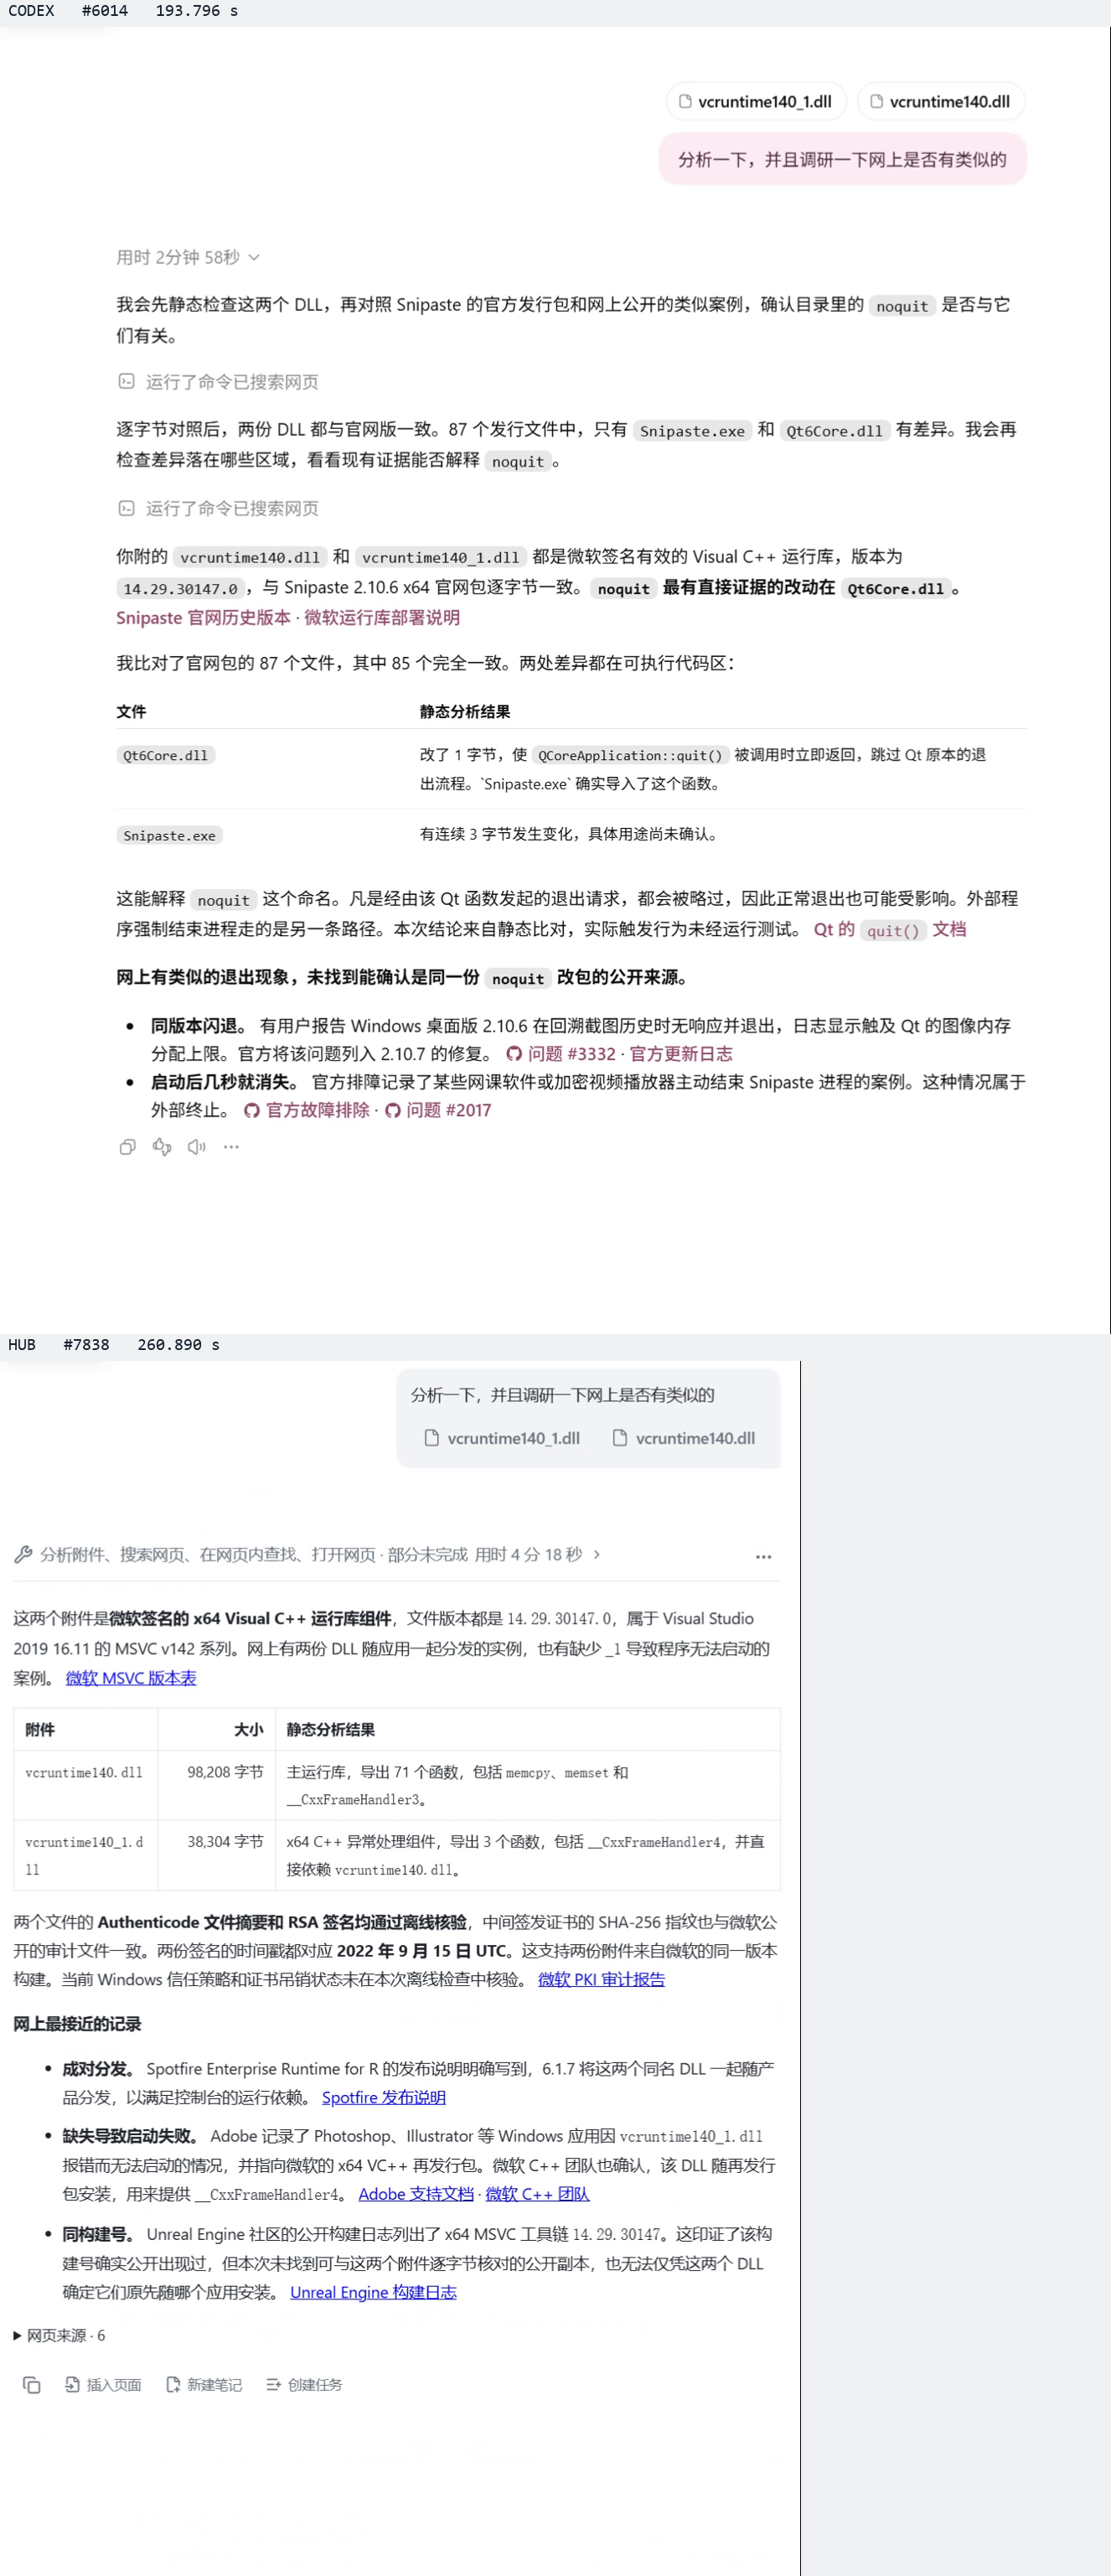 CODEX #6014 193.796 s
vcruntime140_1.dll vcruntime140.dll
分析一下，并且调研一下网上是否有类似的
用时 2分钟 58秒
我会先静态检查这两个 DLL，再对照 Snipaste 的官方发行包和网上公开的类似案例，确认目录里的 noquit 是否与它
们有关。
运行了命令已搜索网页
逐字节对照后，两份 DLL 都与官网版一致。87 个发行文件中，只有 Snipaste.exe 和 Qt6Core.dll 有差异。我会再
检查差异落在哪些区域，看看现有证据能否解释 noquit。
运行了命令已搜索网页
你附的 vcruntime140.dll 和 vcruntime140_1.dll 都是微软签名有效的 Visual C++ 运行库，版本为
14.29.30147.0，与 Snipaste 2.10.6 x64 官网包逐字节一致。noquit 最有直接证据的改动在 Qt6Core.dll。
Snipaste 官网历史版本 · 微软运行库部署说明
我比对了官网包的 87 个文件，其中 85 个完全一致。两处差异都在可执行代码区：
文件 静态分析结果
Qt6Core.dll 改了 1 字节，使 QCoreApplication::quit() 被调用时立即返回，跳过 Qt 原本的退
出流程。`Snipaste.exe` 确实导入了这个函数。
Snipaste.exe 有连续 3 字节发生变化，具体用途尚未确认。
这能解释 noquit 这个命名。凡是经由该 Qt 函数发起的退出请求，都会被略过，因此正常退出也可能受影响。外部程
序强制结束进程走的是另一条路径。本次结论来自静态比对，实际触发行为未经运行测试。 Qt 的 quit() 文档
网上有类似的退出现象，未找到能确认是同一份 noquit 改包的公开来源。
• 同版本闪退。 有用户报告 Windows 桌面版 2.10.6 在回溯截图历史时无响应并退出，日志显示触及 Qt 的图像内存
分配上限。官方将该问题列入 2.10.7 的修复。 问题 #3332 · 官方更新日志
• 启动后几秒就消失。 官方排障记录了某些网课软件或加密视频播放器主动结束 Snipaste 进程的案例。这种情况属于
外部终止。 官方故障排除 · 问题 #2017
HUB #7838 260.890 s
分析一下，并且调研一下网上是否有类似的
vcruntime140_1.dll vcruntime140.dll
分析附件、搜索网页、在网页内查找、打开网页 · 部分未完成 用时 4 分 18 秒
这两个附件是微软签名的 x64 Visual C++ 运行库组件，文件版本都是 14.29.30147.0，属于 Visual Studio
2019 16.11 的 MSVC v142 系列。网上有两份 DLL 随应用一起分发的实例，也有缺少 _1 导致程序无法启动的
案例。 微软 MSVC 版本表
附件 大小 静态分析结果
vcruntime140.dll 98,208 字节 主运行库，导出 71 个函数，包括 memcpy、memset 和
__CxxFrameHandler3。
vcruntime140_1.d 38,304 字节 x64 C++ 异常处理组件，导出 3 个函数，包括 __CxxFrameHandler4，并直
ll 接依赖 vcruntime140.dll。
两个文件的 Authenticode 文件摘要和 RSA 签名均通过离线核验，中间签发证书的 SHA-256 指纹也与微软公
开的审计文件一致。两份签名的时间戳都对应 2022 年 9 月 15 日 UTC。这支持两份附件来自微软的同一版本
构建。当前 Windows 信任策略和证书吊销状态未在本次离线检查中核验。 微软 PKI 审计报告
网上最接近的记录
• 成对分发。 Spotfire Enterprise Runtime for R 的发布说明明确写到，6.1.7 将这两个同名 DLL 一起随产
品分发，以满足控制台的运行依赖。 Spotfire 发布说明
• 缺失导致启动失败。 Adobe 记录了 Photoshop、Illustrator 等 Windows 应用因 vcruntime140_1.dll
报错而无法启动的情况，并指向微软的 x64 VC++ 再发行包。微软 C++ 团队也确认，该 DLL 随再发行
包安装，用来提供 __CxxFrameHandler4。 Adobe 支持文档 · 微软 C++ 团队
• 同构建号。 Unreal Engine 社区的公开构建日志列出了 x64 MSVC 工具链 14.29.30147。这印证了该构
建号确实公开出现过，但本次未找到可与这两个附件逐字节核对的公开副本，也无法仅凭这两个 DLL
确定它们原先随哪个应用安装。 Unreal Engine 构建日志
▶ 网页来源 · 6
插入页面 新建笔记 创建任务